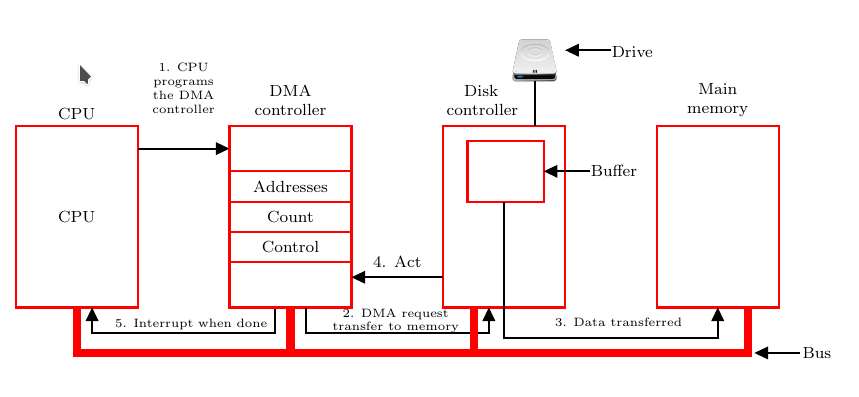 Drive
1. CPU
programs
the DMA
controller
CPU
DMA
controller
Disk
controller
Main
memory
Buffer
Addresses
CPU
Count
Control
4. Act
5. Interrupt when done
2. DMA request
transfer to memory
3. Data transferred
Bus